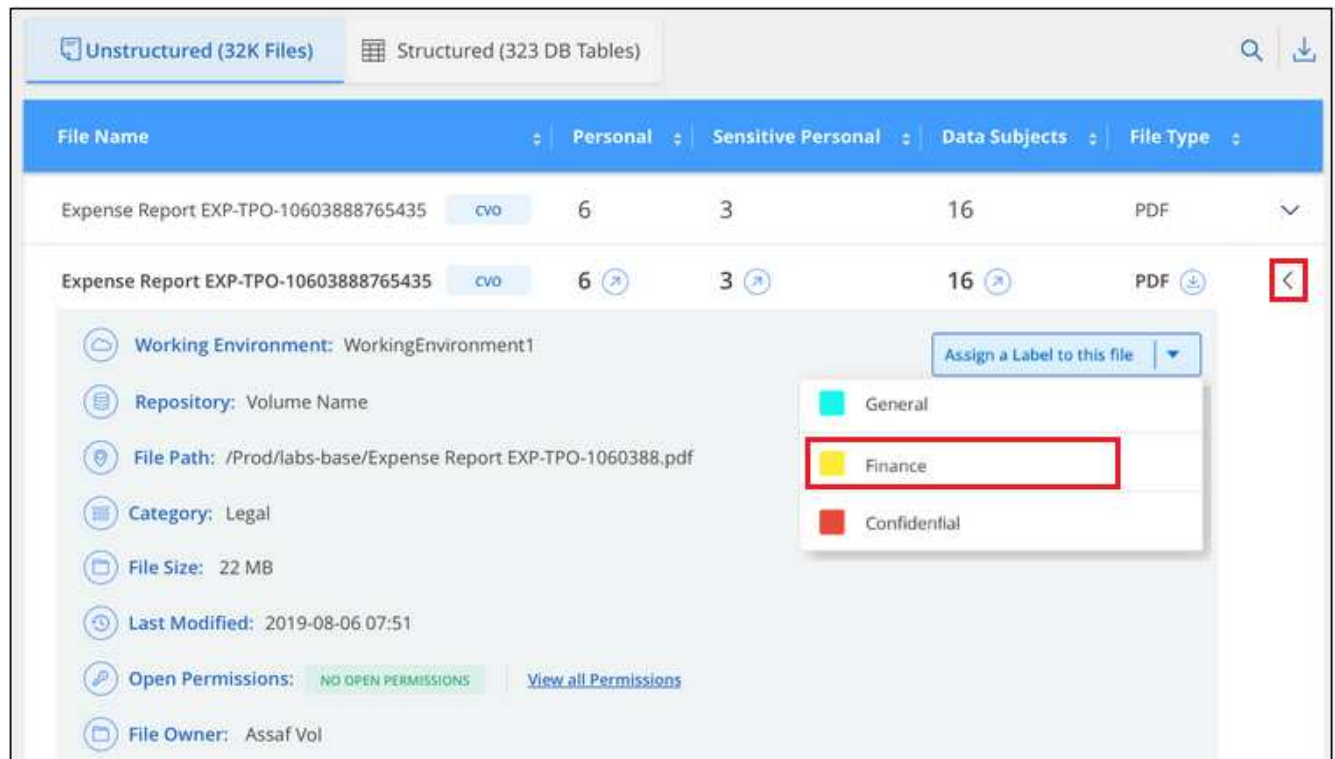 Unstructured (32K Files) Structured (323 DB Tables)
File Name Personal Sensitive Personal Data Subjects File Type
Expense Report EXP-TPO-10603888765435 CVO 6 3 16 PDF
Expense Report EXP-TPO-10603888765435 CVO 6 3 16 PDF
Working Environment: WorkingEnvironment1
Assign a Label to this file
Repository: Volume Name
General
File Path: /Prod/labs-base/Expense Report EXP-TPO-1060388.pdf
Finance
Category: Legal
Confidential
File Size: 22 MB
Last Modified: 2019-08-06 07:51
Open Permissions: NO OPEN PERMISSIONS View all Permissions
File Owner: Assaf Vol